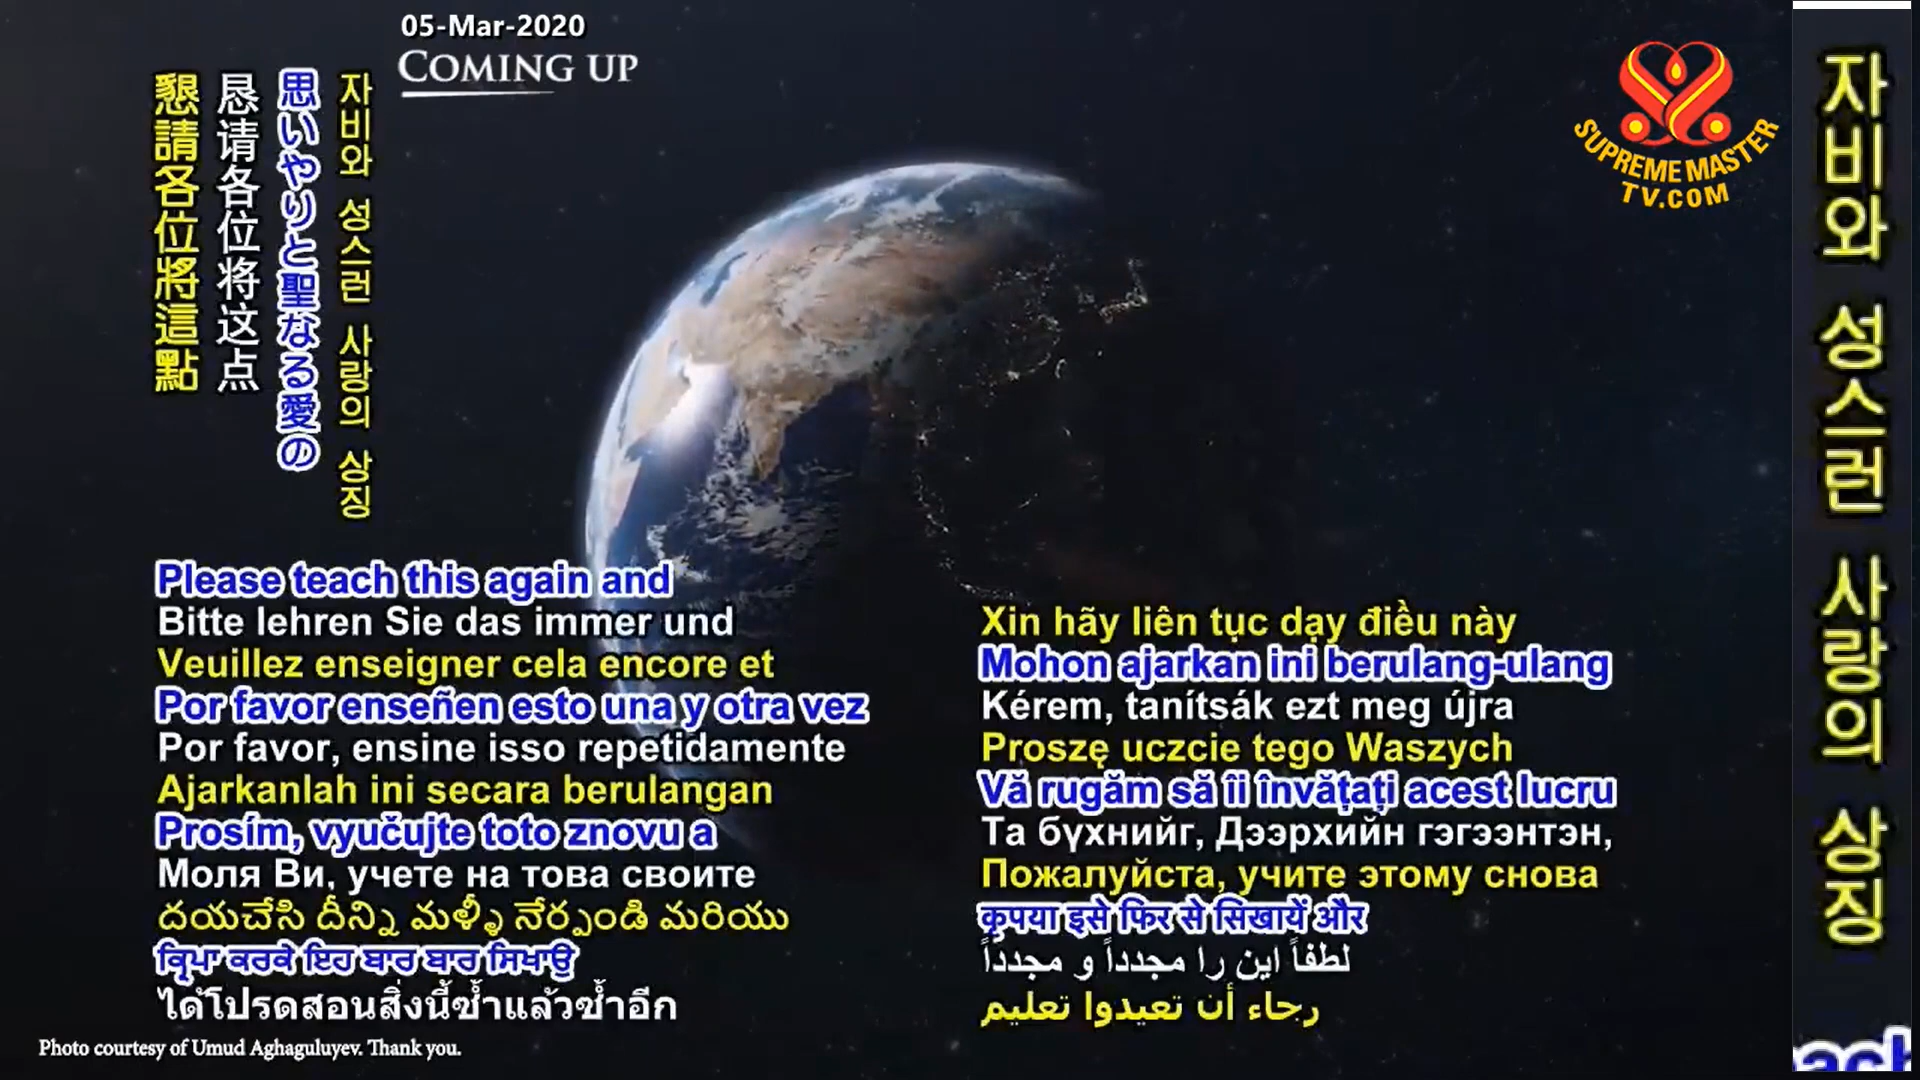 05-Mar-2020
COMING UP
SUPREME MASTER
TV.COM
자비와 성스런 사랑의 상징
思いやりと聖なる愛の
恳请各位将这点
懇請各位將這點
Please teach this again and
Bitte lehren Sie das immer und
Veuillez enseigner cela encore et
Por favor enseñen esto una y otra vez
Por favor, ensine isso repetidamente
Ajarkanlah ini secara berulangan
Prosím, vyučujte toto znovu a
Моля Ви, учете на това своите
దయచేసి దీన్ని మళ్ళీ నేర్పండి మరియు
ਕ੍ਰਿਪਾ ਕਰਕੇ ਇਹ ਬਾਰ ਬਾਰ ਸਿਖਾਉ
ได้โปรดสอนสิ่งนี้ซ้ำแล้วซ้ำอีก
Xin hãy liên tục dạy điều này
Mohon ajarkan ini berulang-ulang
Kérem, tanítsák ezt meg újra
Proszę uczcie tego Waszych
Vă rugăm să îi învățați acest lucru
Та бүхнийг, Дээрхийн гэгээнтэн,
Пожалуйста, учите этому снова
कृपया इसे फिर से सिखायें और
لطفاً این را مجدداً و مجدداً
رجاء أن تعيدوا تعليم
Photo courtesy of Umud Aghaguluyev. Thank you.
자비와 성스런 사랑의 상징